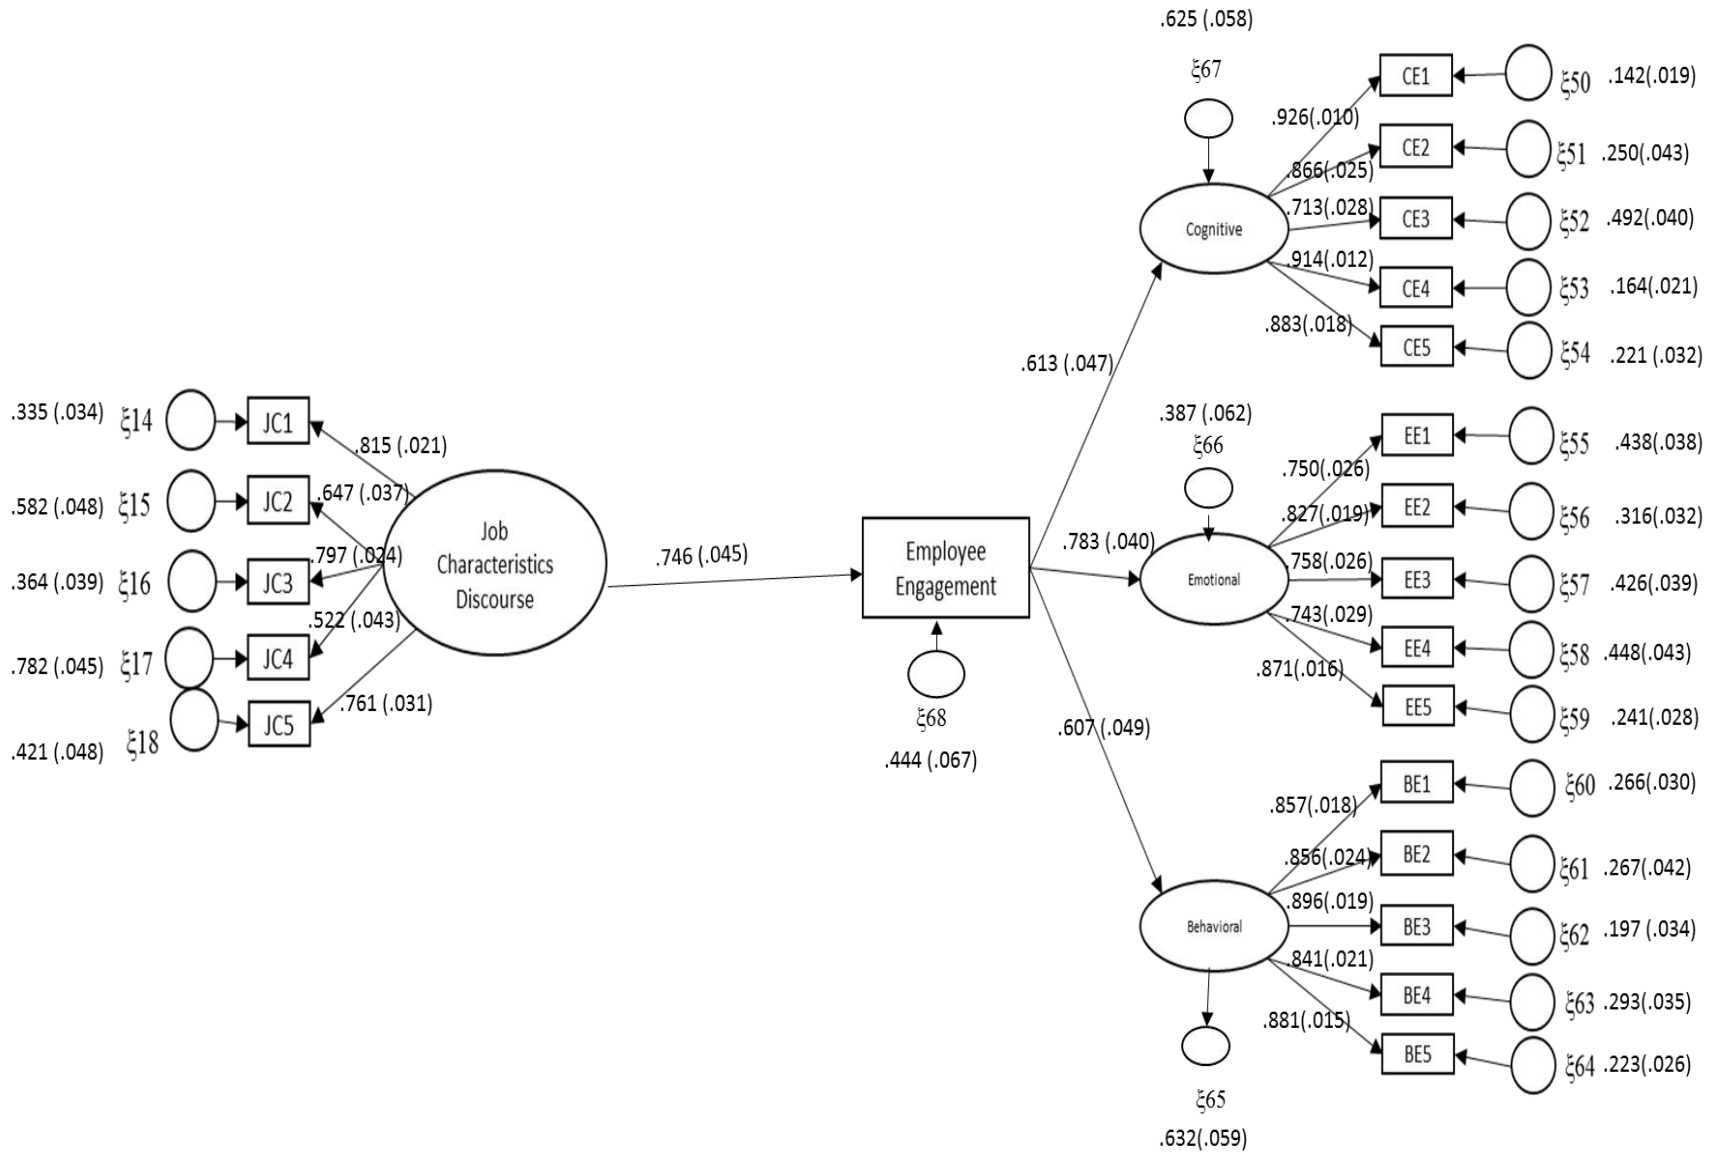 .625 (.058)
ξ67
CE1
ξ50 .142(.019)
.926(.010)
CE2
ξ51 .250(.043)
.866(.025)
.713(.028)
CE3
ξ52 .492(.040)
Cognitive
.914(.012)
CE4
ξ53 .164(.021)
.883(.018)
CE5
ξ54 .221 (.032)
.613 (.047)
.387 (.062)
ξ66
EE1
ξ55 .438(.038)
.750(.026)
.827(.019)
EE2
ξ56 .316(.032)
.783 (.040)
.758(.026)
Emotional
EE3
ξ57 .426(.039)
.743(.029)
EE4
ξ58 .448(.043)
.871(.016)
EE5
ξ59 .241(.028)
.335 (.034) ξ14
JC1
.815 (.021)
.582 (.048) ξ15
JC2
.647 (.037)
.364 (.039) ξ16
JC3
.797 (.024)
.522 (.043)
.782 (.045) ξ17
JC4
.421 (.048) ξ18
JC5
.761 (.031)
Job
Characteristics
Discourse
.746 (.045)
Employee
Engagement
ξ68
.444 (.067)
.607 (.049)
BE1
ξ60 .266(.030)
.857(.018)
.856(.024)
BE2
ξ61 .267(.042)
.896(.019)
Behavioral
BE3
ξ62 .197 (.034)
.841(.021)
BE4
ξ63 .293(.035)
.881(.015)
BE5
ξ64 .223(.026)
ξ65
.632(.059)